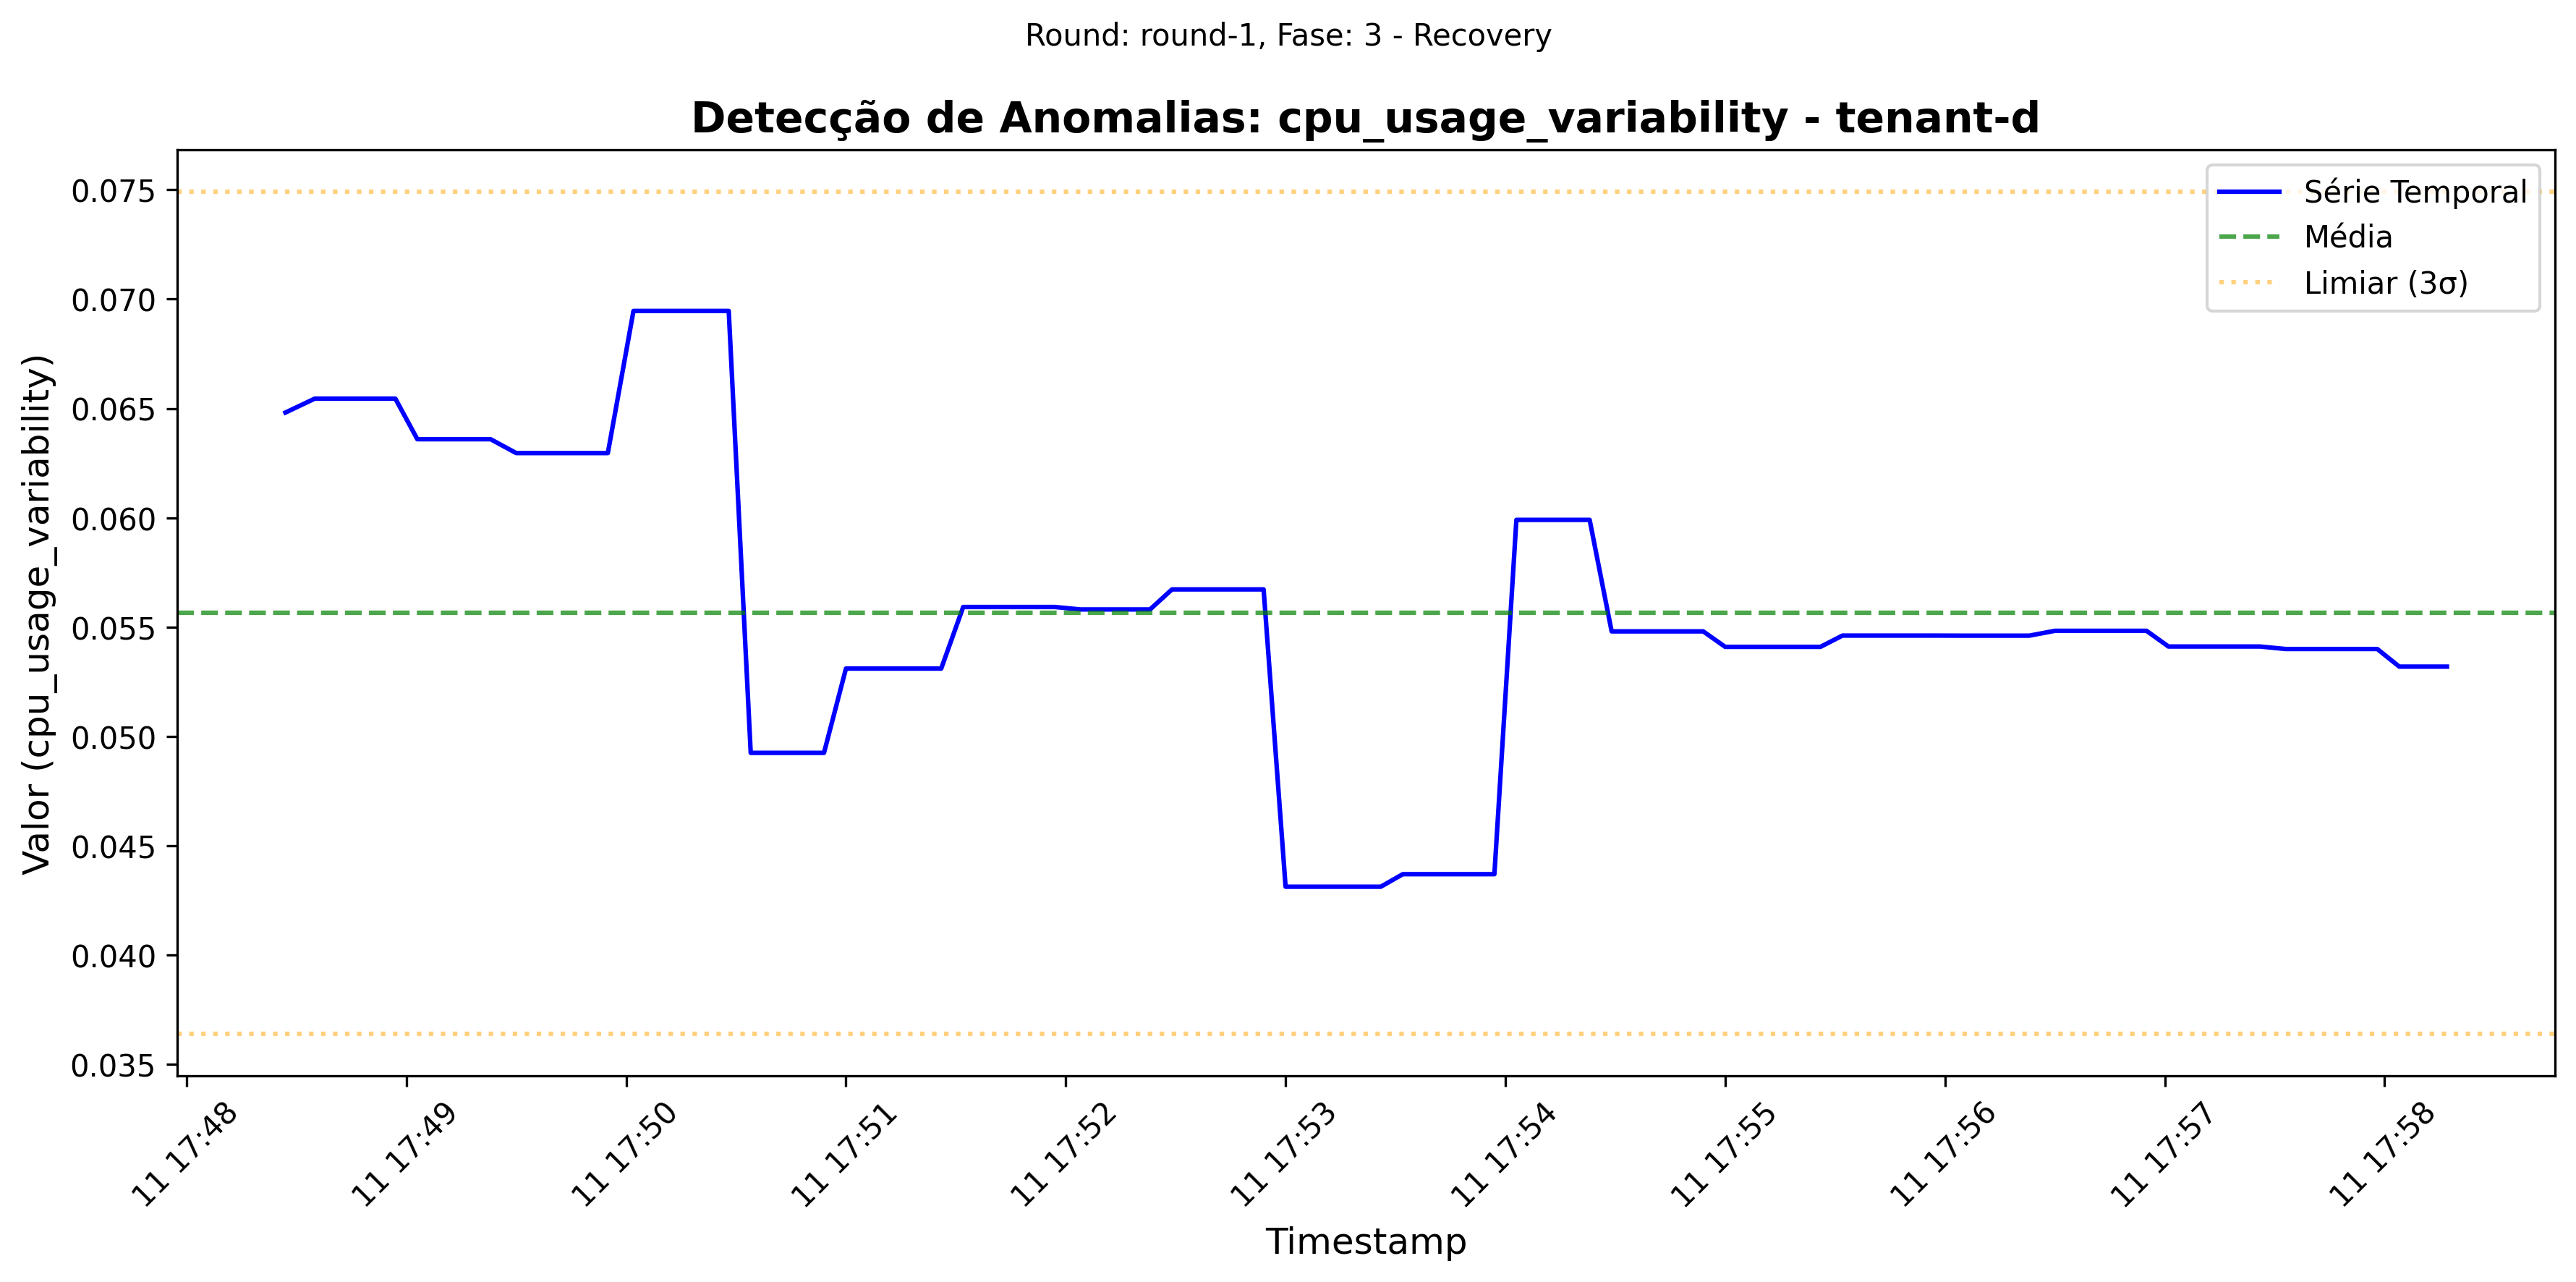 Round: round-1, Fase: 3 - Recovery
Detecção de Anomalias: cpu_usage_variability - tenant-d
Valor (cpu_usage_variability)
0.075
0.070
0.065
0.060
0.055
0.050
0.045
0.040
0.035
Série Temporal
Média
Limiar (3σ)
11 17:48
11 17:49
11 17:50
11 17:51
11 17:52
11 17:53
11 17:54
11 17:55
11 17:56
11 17:57
11 17:58
Timestamp